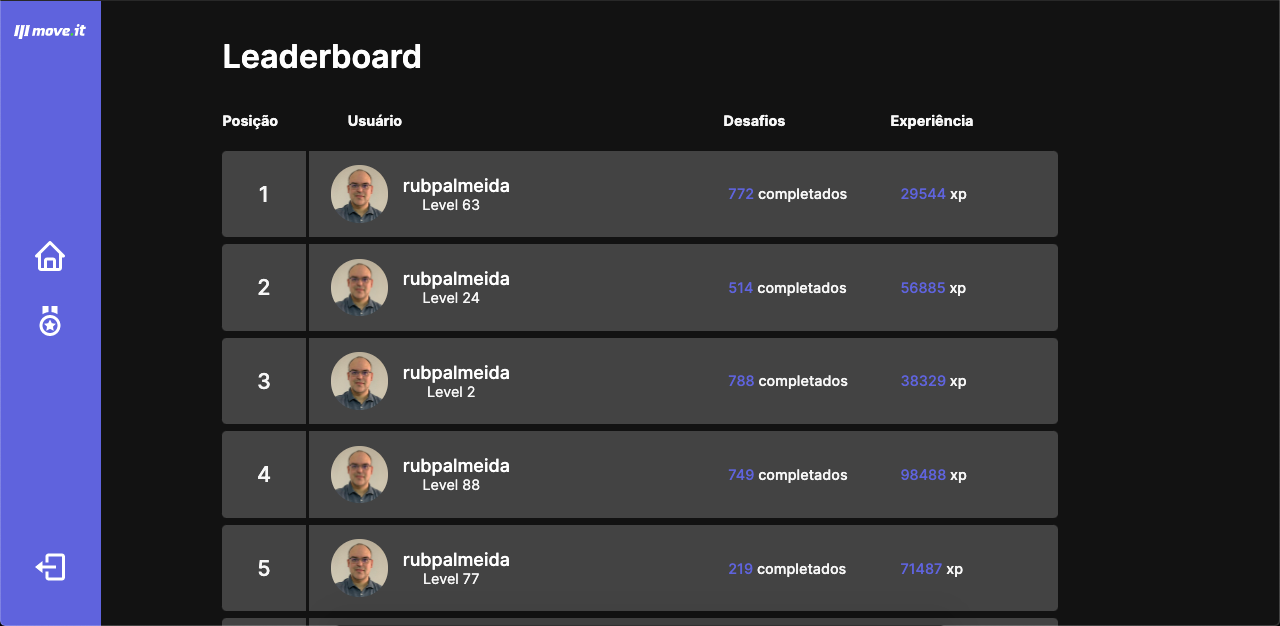 move.it
Leaderboard
Posição Usuário Desafios Experiência
1 rubpalmeida 772 completados 29544 xp
Level 63
2 rubpalmeida 514 completados 56885 xp
Level 24
3 rubpalmeida 788 completados 38329 xp
Level 2
4 rubpalmeida 749 completados 98488 xp
Level 88
5 rubpalmeida 219 completados 71487 xp
Level 77